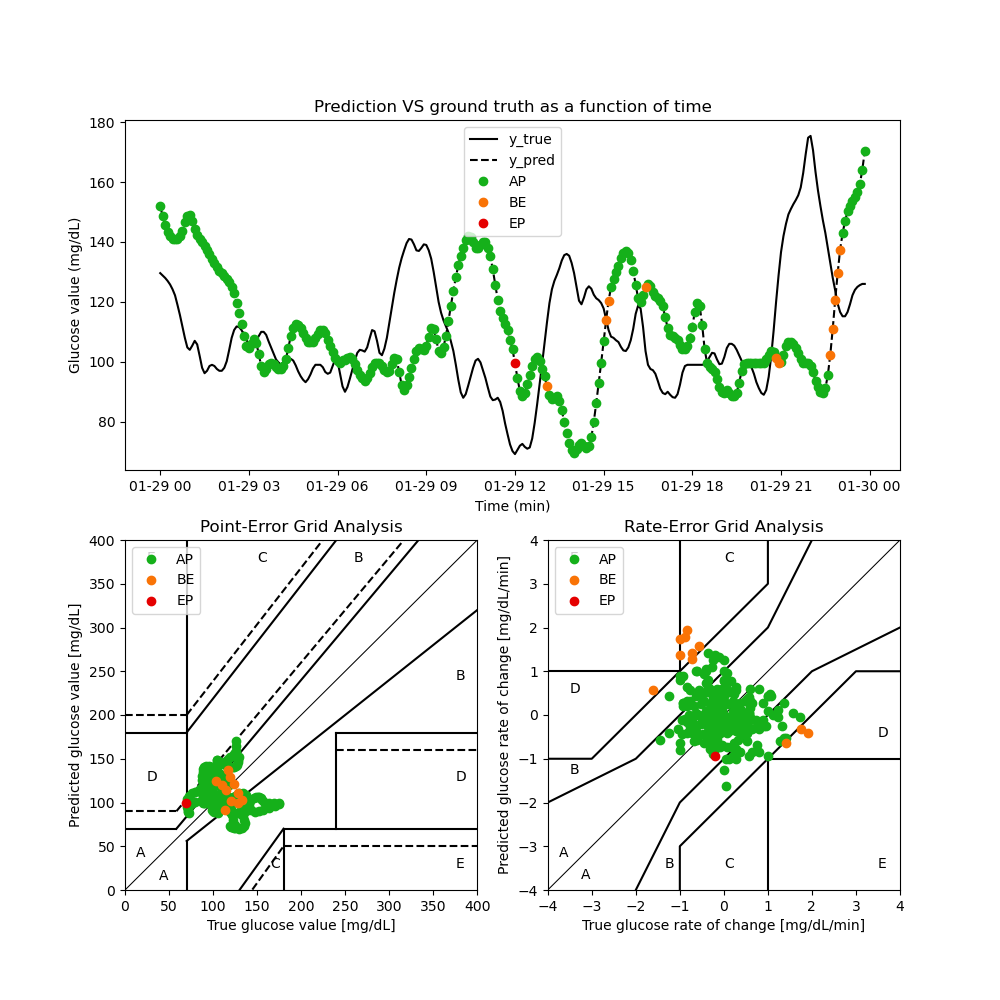 Prediction VS ground truth as a function of time
Glucose value (mg/dL)
180
160
140
120
100
80
y_true
y_pred
AP
BE
EP
01-29 00 01-29 03 01-29 06 01-29 09 01-29 12 01-29 15 01-29 18 01-29 21 01-30 00
Time (min)
Point-Error Grid Analysis
Predicted glucose value [mg/dL]
400
350
300
250
200
150
100
50
0
AP
BE
EP
C B
B
D D
A
A
C E
0 50 100 150 200 250 300 350 400
True glucose value [mg/dL]
Rate-Error Grid Analysis
Predicted glucose rate of change [mg/dL/min]
4
3
2
1
0
−1
−2
−3
−4
AP
BE
EP
C
D
D
B
A
A
B C E
−4 −3 −2 −1 0 1 2 3 4
True glucose rate of change [mg/dL/min]